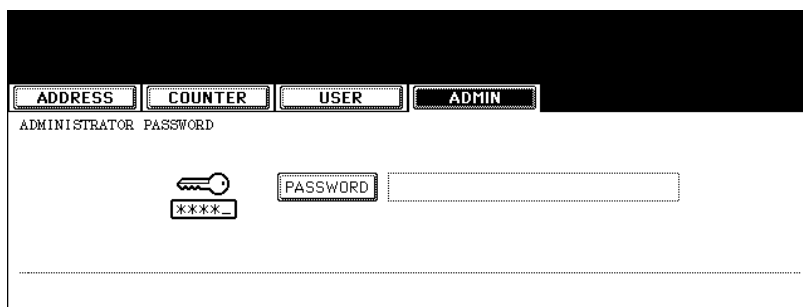 ADDRESS COUNTER USER ADMIN
ADMINISTRATOR PASSWORD
PASSWORD
****_